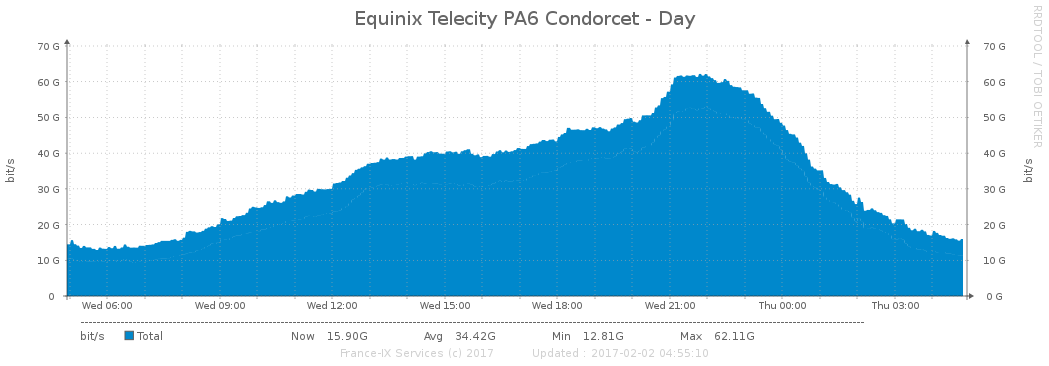 Equinix Telecity PA6 Condorcet - Day
RRDTOOL / TOBI OETIKER
70 G 70 G
60 G 60 G
50 G 50 G
40 G 40 G
30 G 30 G
20 G 20 G
10 G 10 G
0 0 G
bit/s
bit/s
Wed 06:00 Wed 09:00 Wed 12:00 Wed 15:00 Wed 18:00 Wed 21:00 Thu 00:00 Thu 03:00
bit/s Total Now 15.90G Avg 34.42G Min 12.81G Max 62.11G
France-IX Services (c) 2017 Updated : 2017-02-02 04:55:10